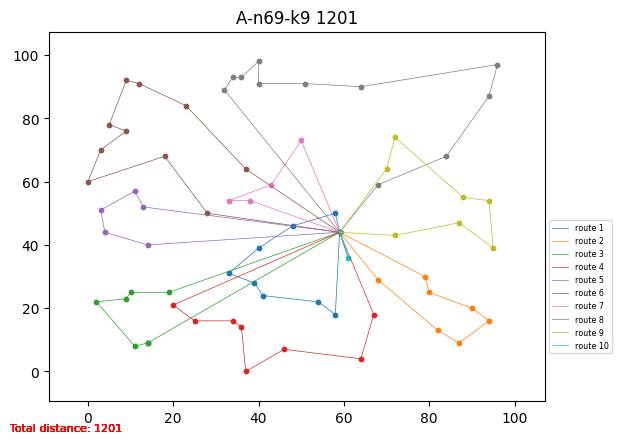 A-n69-k9 1201
100
80
60
40
20
0
0 20 40 60 80 100
route 1
route 2
route 3
route 4
route 5
route 6
route 7
route 8
route 9
route 10
Total distance: 1201